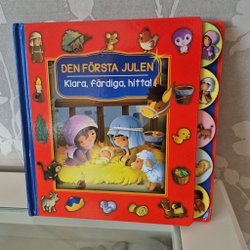 DEN FÖRSTA JULEN
Klara, färdiga, hitta!